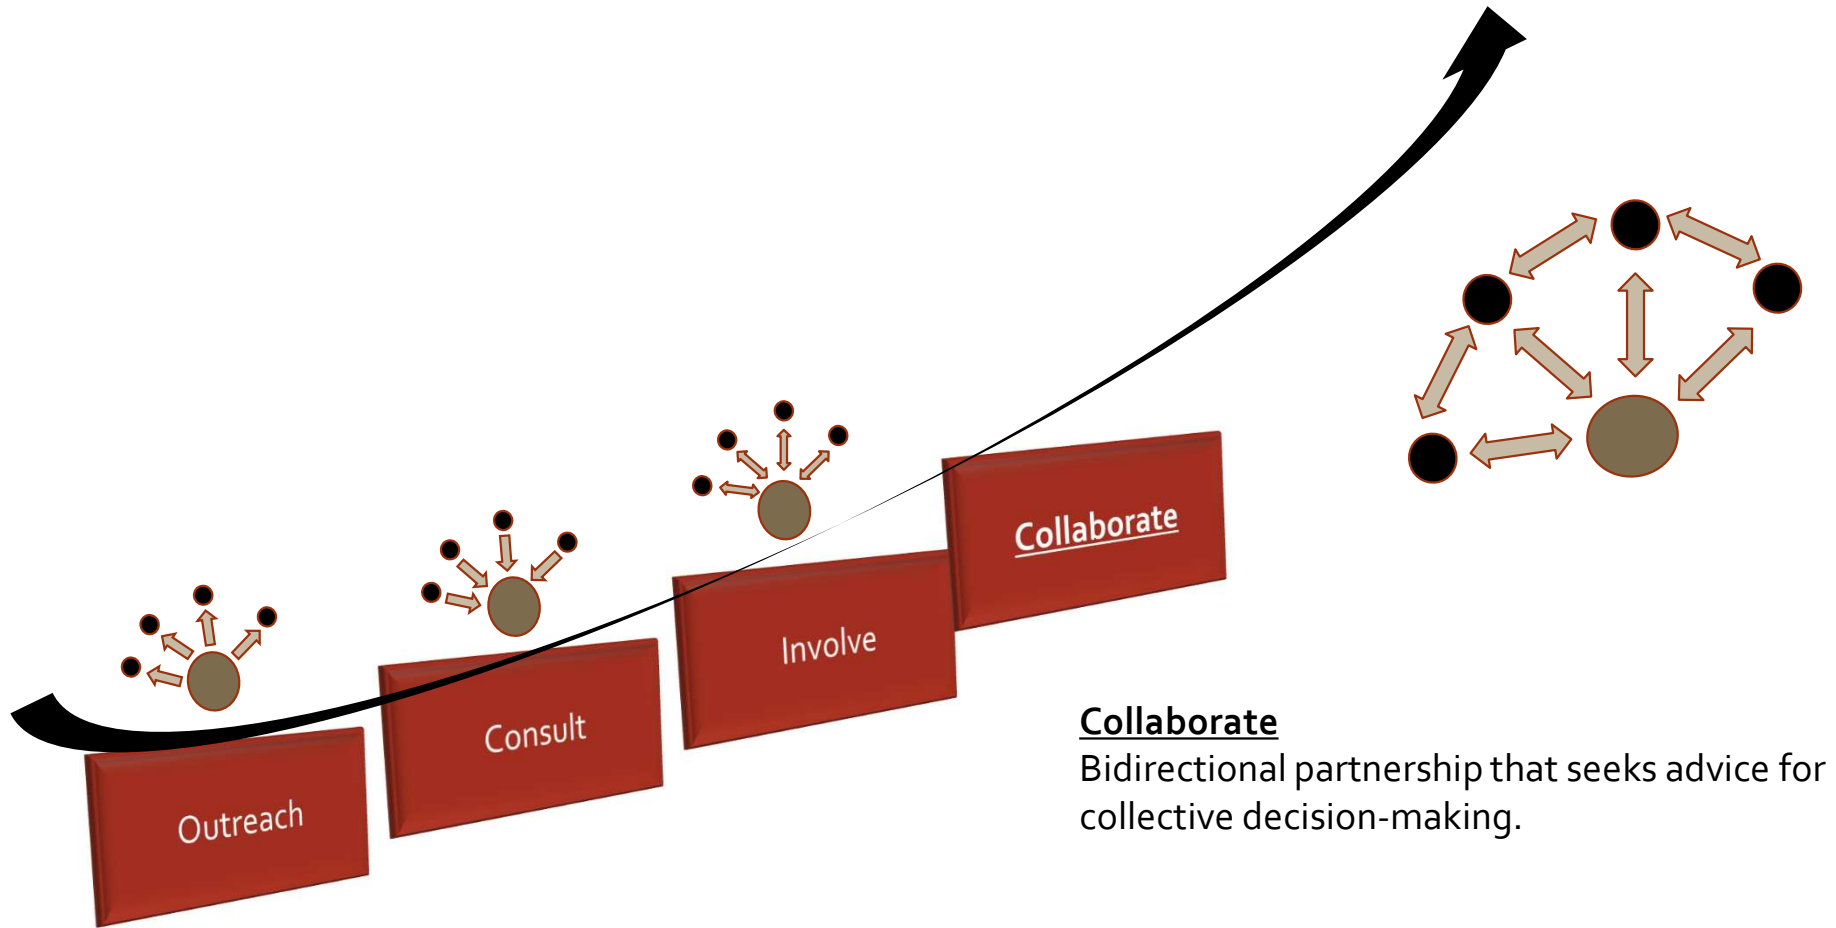 Outreach
Consult
Involve
Collaborate
Collaborate
Bidirectional partnership that seeks advice for
collective decision-making.